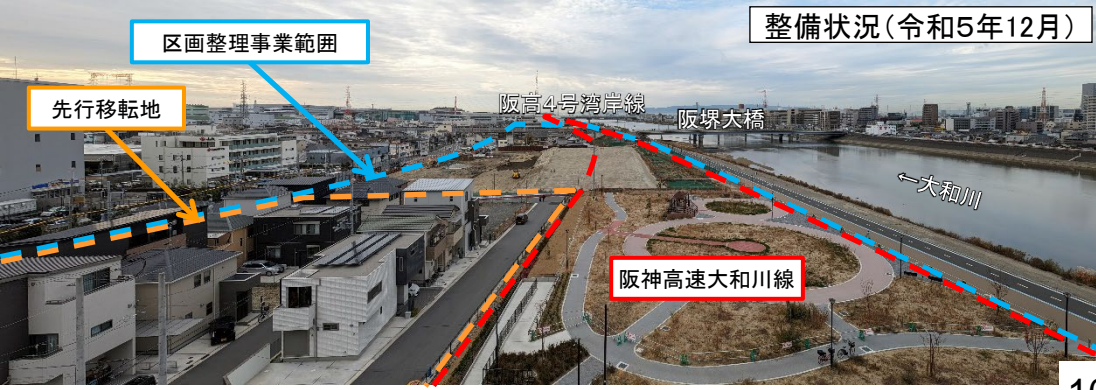 整備状況(令和5年12月)
区画整理事業範囲
先行移転地
阪高4号湾岸線
阪堺大橋
←大和川
阪神高速大和川線